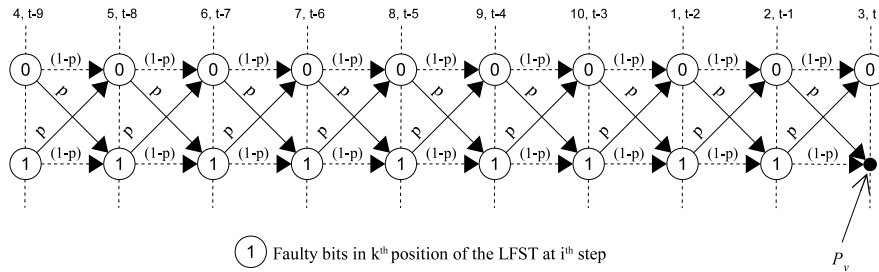 4, t-9 5, t-8 6, t-7 7, t-6 8, t-5 9, t-4 10, t-3 1, t-2 2, t-1 3, t
(1-p) (1-p) (1-p) (1-p) (1-p) (1-p) (1-p) (1-p)
0 0 0 0 0 0 0 0 0 0
p p p p p p p p p
p p p p p p p p
(1-p) (1-p) (1-p) (1-p) (1-p) (1-p) (1-p) (1-p) (1-p)
1 1 1 1 1 1 1 1 1
1 Faulty bits in kth position of the LFST at ith step
Pv